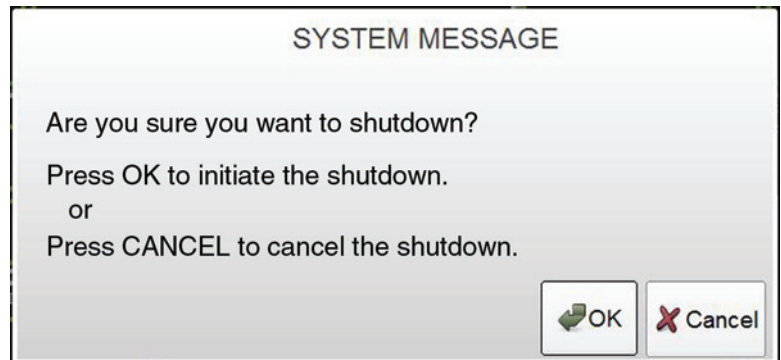 SYSTEM MESSAGE
Are you sure you want to shutdown?
Press OK to initiate the shutdown.
or
Press CANCEL to cancel the shutdown.
OK Cancel